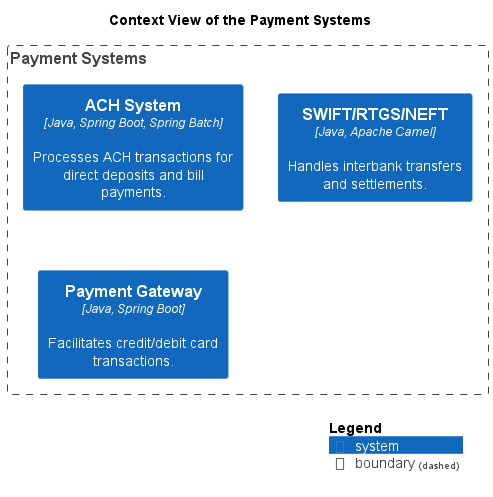 Context View of the Payment Systems
Payment Systems
ACH System
[Java, Spring Boot, Spring Batch]
Processes ACH transactions for
direct deposits and bill
payments.
SWIFT/RTGS/NEFT
[Java, Apache Camel]
Handles interbank transfers
and settlements.
Payment Gateway
[Java, Spring Boot]
Facilitates credit/debit card
transactions.
Legend
system
boundary (dashed)